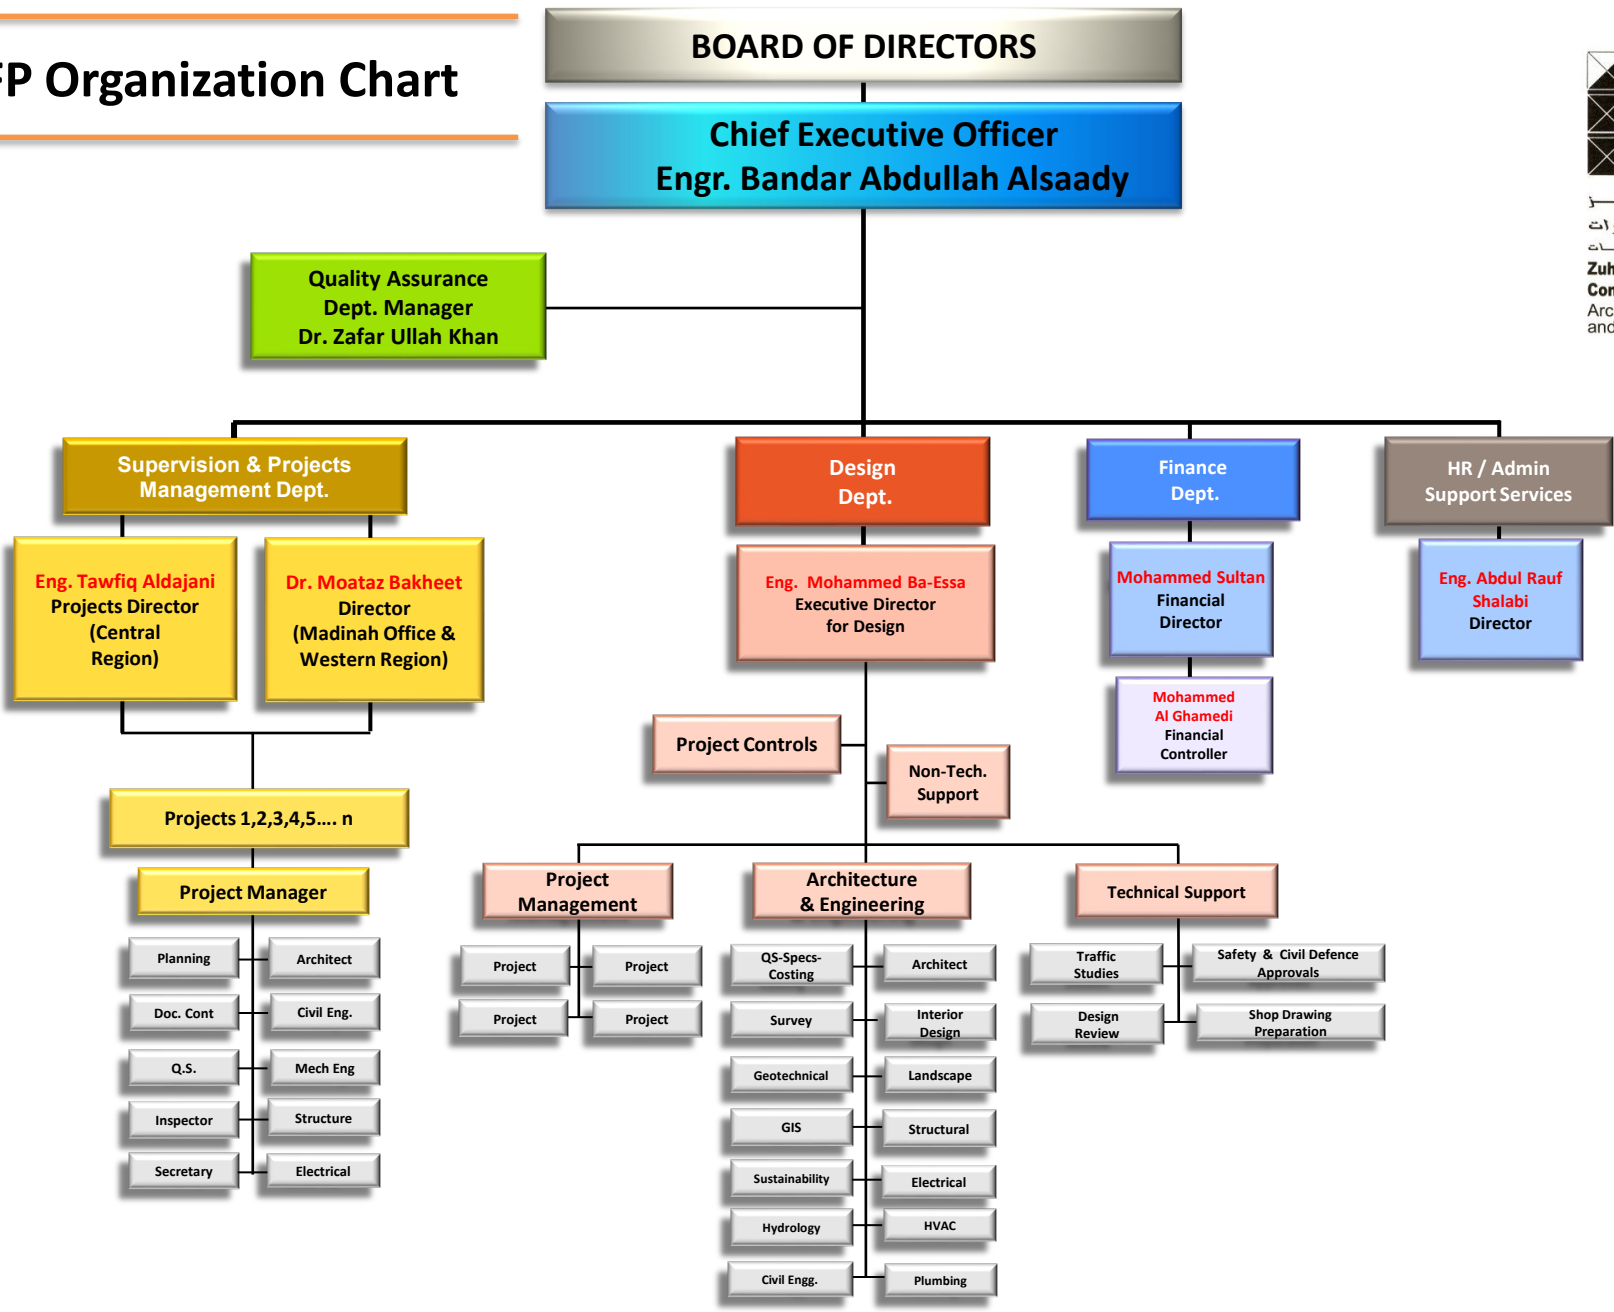 FP Organization Chart
BOARD OF DIRECTORS
Chief Executive Officer
Engr. Bandar Abdullah Alsaady
Quality Assurance
Dept. Manager
Dr. Zafar Ullah Khan
Supervision & Projects
Management Dept.
Design
Dept.
Finance
Dept.
HR / Admin
Support Services
Eng. Tawfiq Aldajani
Projects Director
(Central
Region)
Dr. Moataz Bakheet
Director
(Madinah Office &
Western Region)
Eng. Mohammed Ba-Essa
Executive Director
for Design
Mohammed Sultan
Financial
Director
Eng. Abdul Rauf
Shalabi
Director
Mohammed
Al Ghamedi
Financial
Controller
Project Controls
Non-Tech.
Support
Projects 1,2,3,4,5.... n
Project Manager
Planning
Architect
Doc. Cont
Civil Eng.
Q.S.
Mech Eng
Inspector
Structure
Secretary
Electrical
Project
Management
Project
Project
Project
Project
Architecture
& Engineering
QS-Specs-
Costing
Architect
Survey
Interior
Design
Geotechnical
Landscape
GIS
Structural
Sustainability
Electrical
Hydrology
HVAC
Civil Engg.
Plumbing
Technical Support
Traffic
Studies
Safety & Civil Defence
Approvals
Design
Review
Shop Drawing
Preparation
Zuh
Con
Arc
and